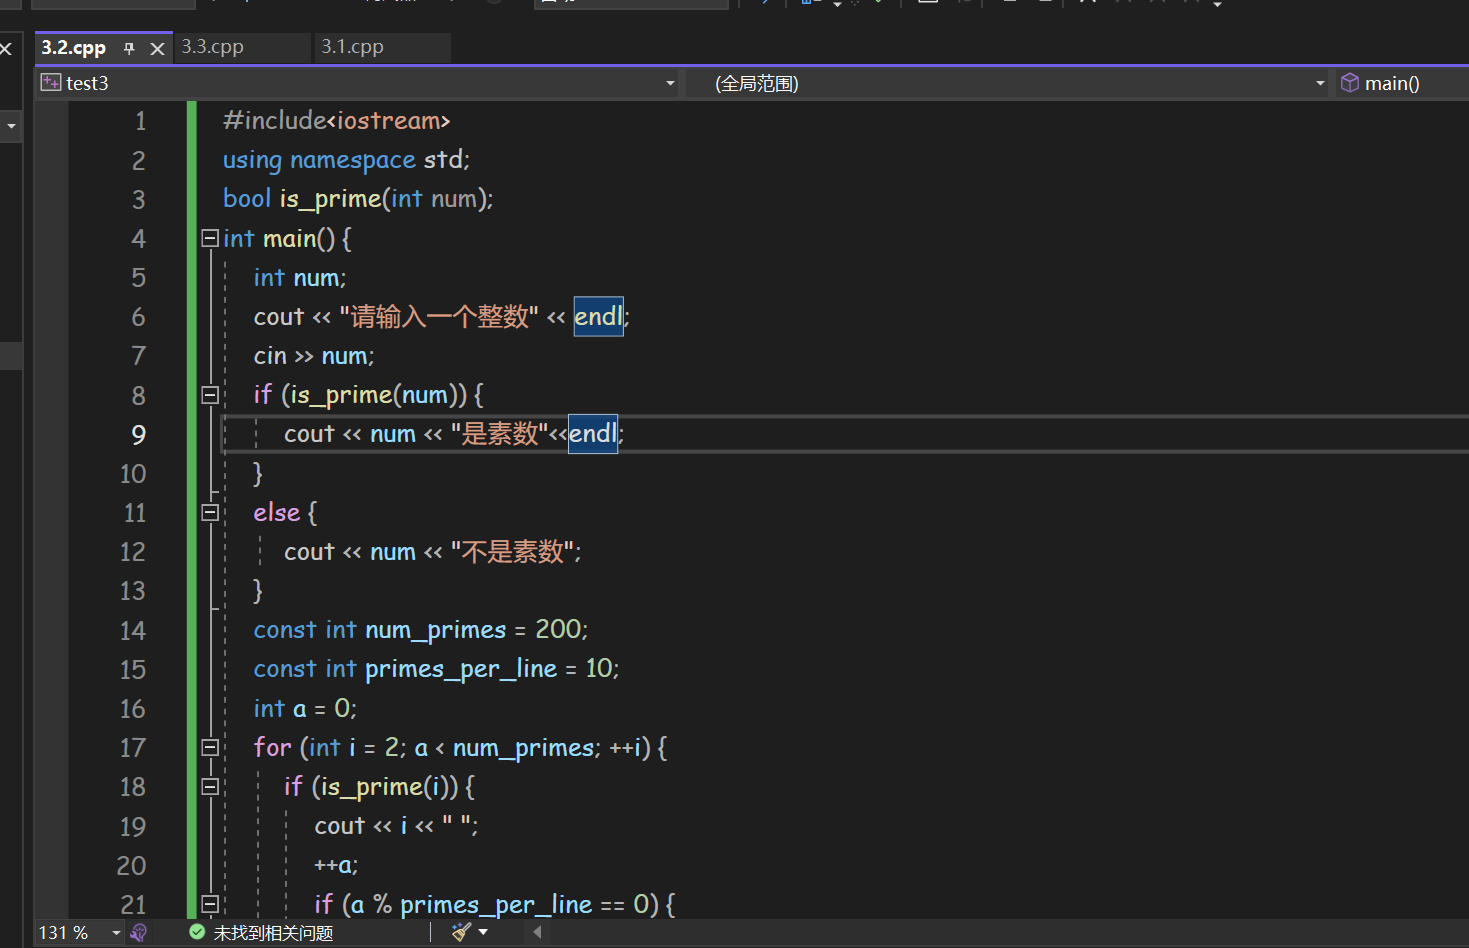 3.2.cpp 3.3.cpp 3.1.cpp
test3 (全局范围) main()
1 #include<iostream>
2 using namespace std;
3 bool is_prime(int num);
4 int main() {
5 int num;
6 cout << "请输入一个整数" << endl;
7 cin >> num;
8 if (is_prime(num)) {
9 cout << num << "是素数"<<endl;
10 }
11 else {
12 cout << num << "不是素数";
13 }
14 const int num_primes = 200;
15 const int primes_per_line = 10;
16 int a = 0;
17 for (int i = 2; a < num_primes; ++i) {
18 if (is_prime(i)) {
19 cout << i << " ";
20 ++a;
21 if (a % primes_per_line == 0) {
131 % 未找到相关问题